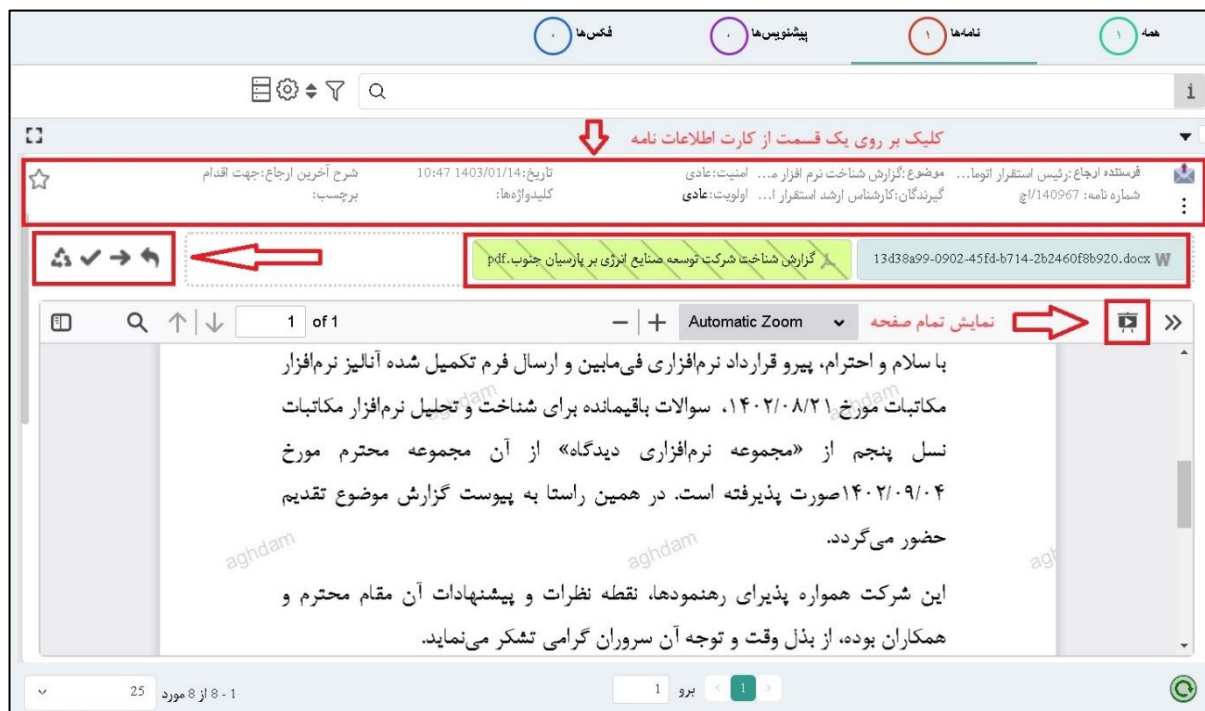 همه ۱ نامه‌ها ۱ پیشنویس‌ها ۰ فکس‌ها ۰
i
کلیک بر روی یک قسمت از کارت اطلاعات نامه
فرستنده ارجاع:رئیس استقرار اتوما... موضوع:گزارش شناخت نرم افزار م... امنیت:عادی تاریخ:1403/01/14 10:47 شرح آخرین ارجاع:جهت اقدام
شماره نامه: 140967/اچ گیرندگان:کارشناس ارشد استقرار ا... اولویت:عادی کلیدواژه‌ها: برچسب:
W 13d38a99-0902-45fd-b714-2b2460f8b920.docx گزارش شناخت شرکت توسعه صنایع انرژی بر پارسیان جنوب.pdf
1 of 1 Automatic Zoom نمایش تمام صفحه
با سلام و احترام، پیرو قرارداد نرم‌افزاری فی‌مابین و ارسال فرم تکمیل شده آنالیز نرم‌افزار
مکاتبات مورخ ۱۴۰۲/۰۸/۲۱، سوالات باقیمانده برای شناخت و تحلیل نرم‌افزار مکاتبات
aghdam aghdam
نسل پنجم از «مجموعه نرم‌افزاری دیدگاه» از آن مجموعه محترم مورخ
۱۴۰۲/۰۹/۰۴صورت پذیرفته است. در همین راستا به پیوست گزارش موضوع تقدیم
حضور می‌گردد.
aghdam aghdam ag
این شرکت همواره پذیرای رهنمودها، نقطه نظرات و پیشنهادات آن مقام محترم و
همکاران بوده، از بذل وقت و توجه آن سروران گرامی تشکر می‌نماید.
1 برو 1
1 - 8 از 8 مورد 25